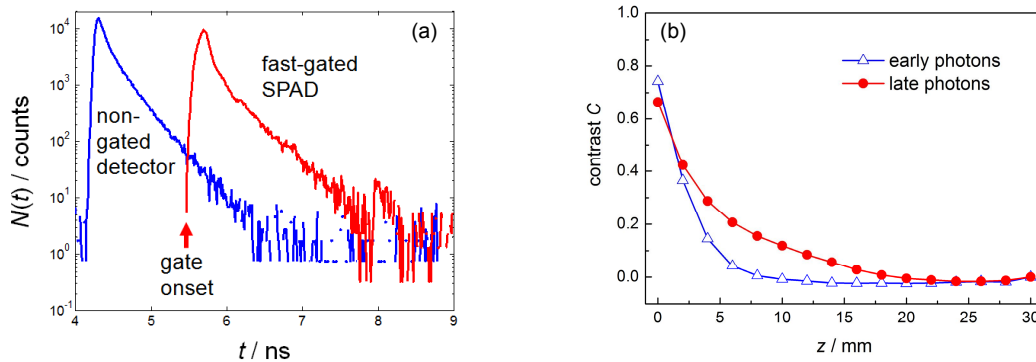 (a)
fast-gated
SPAD
non-
gated
detector
gate
onset
N(t) / counts
10^4
10^3
10^2
10^1
10^0
10^-1
4 5 6 7 8 9
t / ns
(b)
early photons
late photons
contrast C
1.0
0.8
0.6
0.4
0.2
0.0
0 5 10 15 20 25 30
z / mm